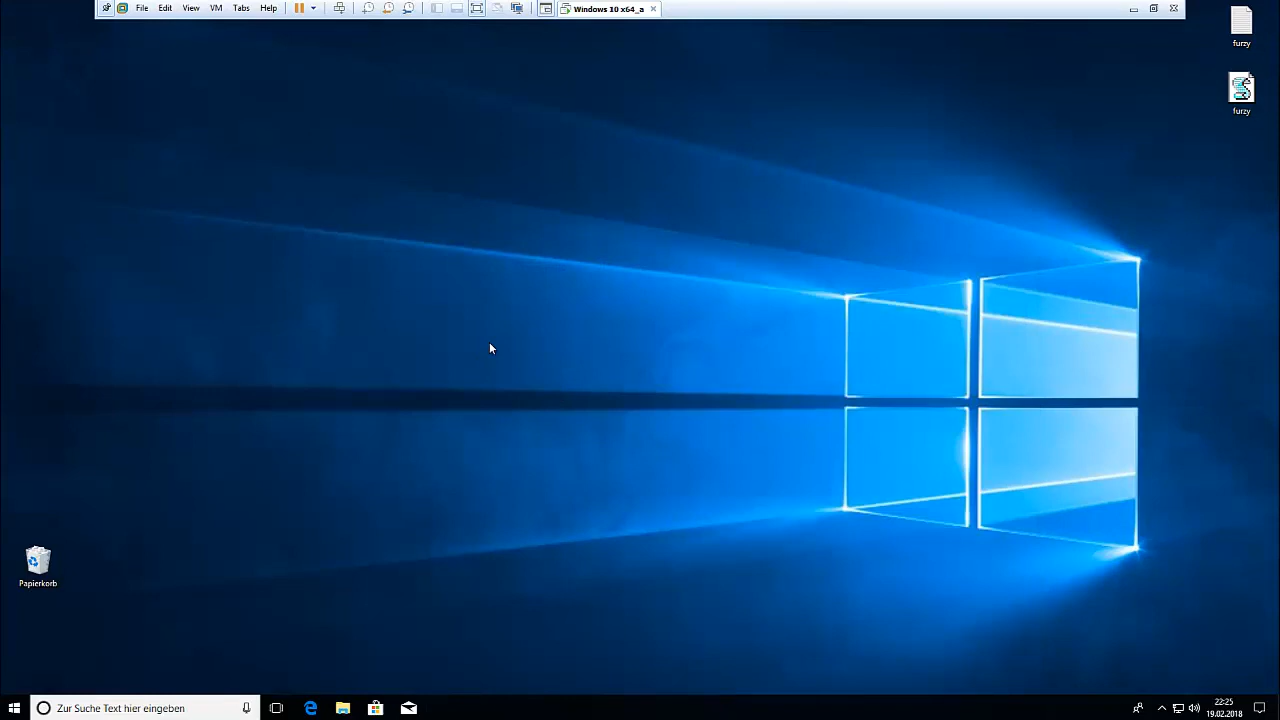 File Edit View VM Tabs Help Windows 10 x64_a
furzy
furzy
Papierkorb
Zur Suche Text hier eingeben
22:25
19.02.2018